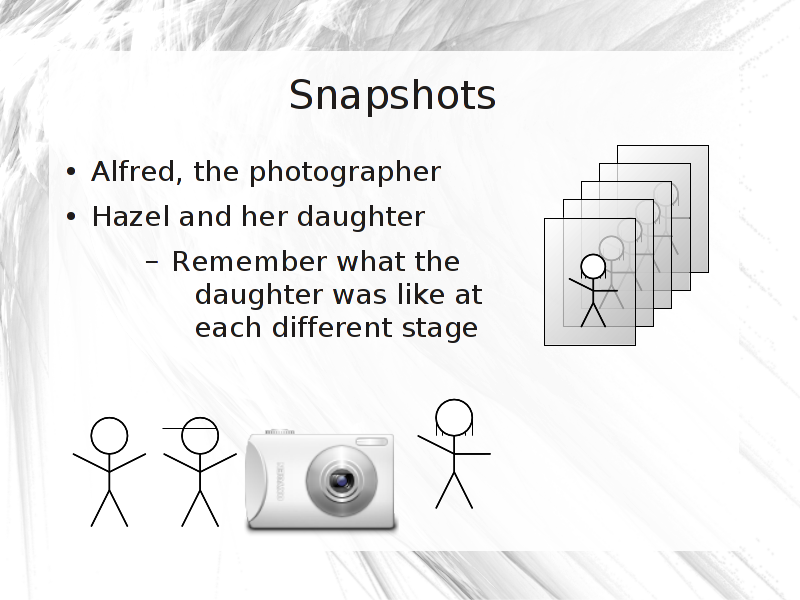 Snapshots
• Alfred, the photographer
• Hazel and her daughter
– Remember what the
daughter was like at
each different stage